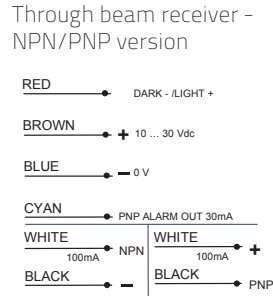 Through beam receiver -
NPN/PNP version
RED
DARK - /LIGHT +
BROWN
+ 10 ... 30 Vdc
BLUE
- 0 V
CYAN
PNP ALARM OUT 30mA
WHITE
100mA
NPN
BLACK
-
WHITE
100mA
+
BLACK
PNP